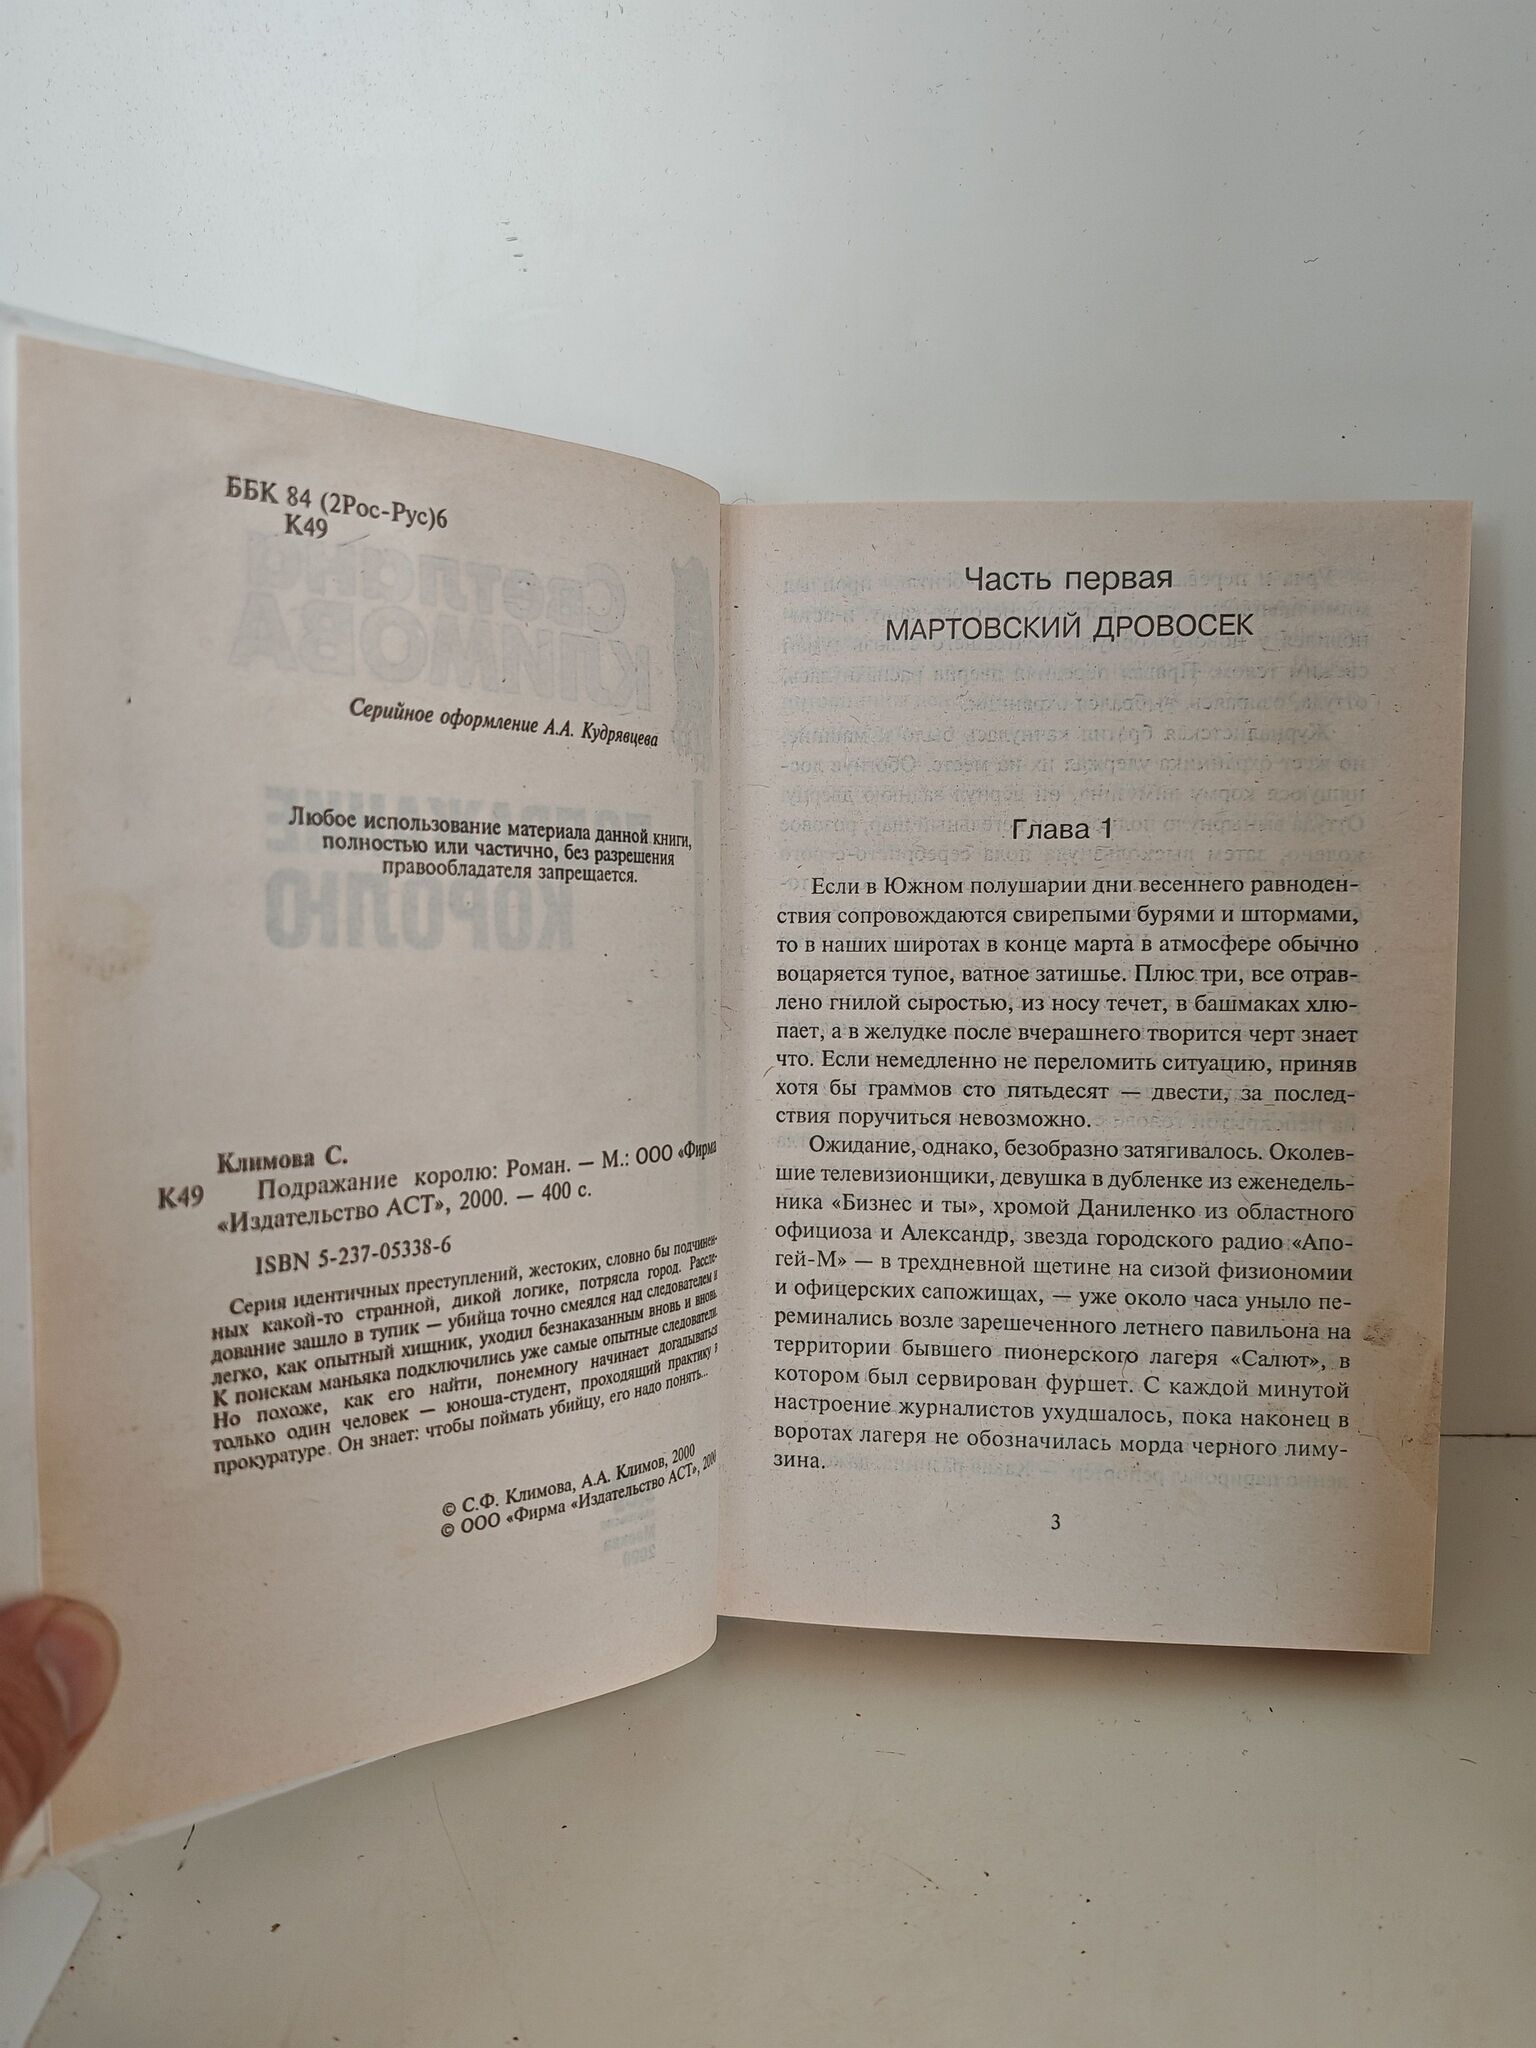 ББК 84 (2Рос-Рус)6
К49
Серийное оформление А.А. Кудрявцева
Любое использование материала данной книги,
полностью или частично, без разрешения
правообладателя запрещается.
Климова С.
К49 Подражание королю: Роман. — М.: ООО «Фирма
«Издательство АСТ», 2000. — 400 с.
ISBN 5-237-05338-6
Серия идентичных преступлений, жестоких, словно бы подчинен-
ных какой-то странной, дикой логике, потрясла город. Рассле-
дование зашло в тупик — убийца точно смеялся над следователем и
легко, как опытный хищник, уходил безнаказанным вновь и вновь.
К поискам маньяка подключились уже самые опытные следователи.
Но похоже, как его найти, понемногу начинает догадываться
только один человек — юноша-студент, проходящий практику в
прокуратуре. Он знает: чтобы поймать убийцу, его надо понять...
© С.Ф. Климова, А.А. Климов, 2000
© ООО «Фирма «Издательство АСТ», 2000
Часть первая
МАРТОВСКИЙ ДРОВОСЕК
Глава 1
Если в Южном полушарии дни весеннего равноден-
ствия сопровождаются свирепыми бурями и штормами,
то в наших широтах в конце марта в атмосфере обычно
воцаряется тупое, ватное затишье. Плюс три, все отрав-
лено гнилой сыростью, из носу течет, в башмаках хлю-
пает, а в желудке после вчерашнего творится черт знает
что. Если немедленно не переломить ситуацию, приняв
хотя бы граммов сто пятьдесят — двести, за послед-
ствия поручиться невозможно.
Ожидание, однако, безобразно затягивалось. Околев-
шие телевизионщики, девушка в дубленке из еженедель-
ника «Бизнес и ты», хромой Даниленко из областного
официоза и Александр, звезда городского радио «Апо-
гей-М» — в трехдневной щетине на сизой физиономии
и офицерских сапожищах, — уже около часа уныло пе-
реминались возле зарешеченного летнего павильона на
территории бывшего пионерского лагеря «Салют», в
котором был сервирован фуршет. С каждой минутой
настроение журналистов ухудшалось, пока наконец в
воротах лагеря не обозначилась морда черного лиму-
зина.
3